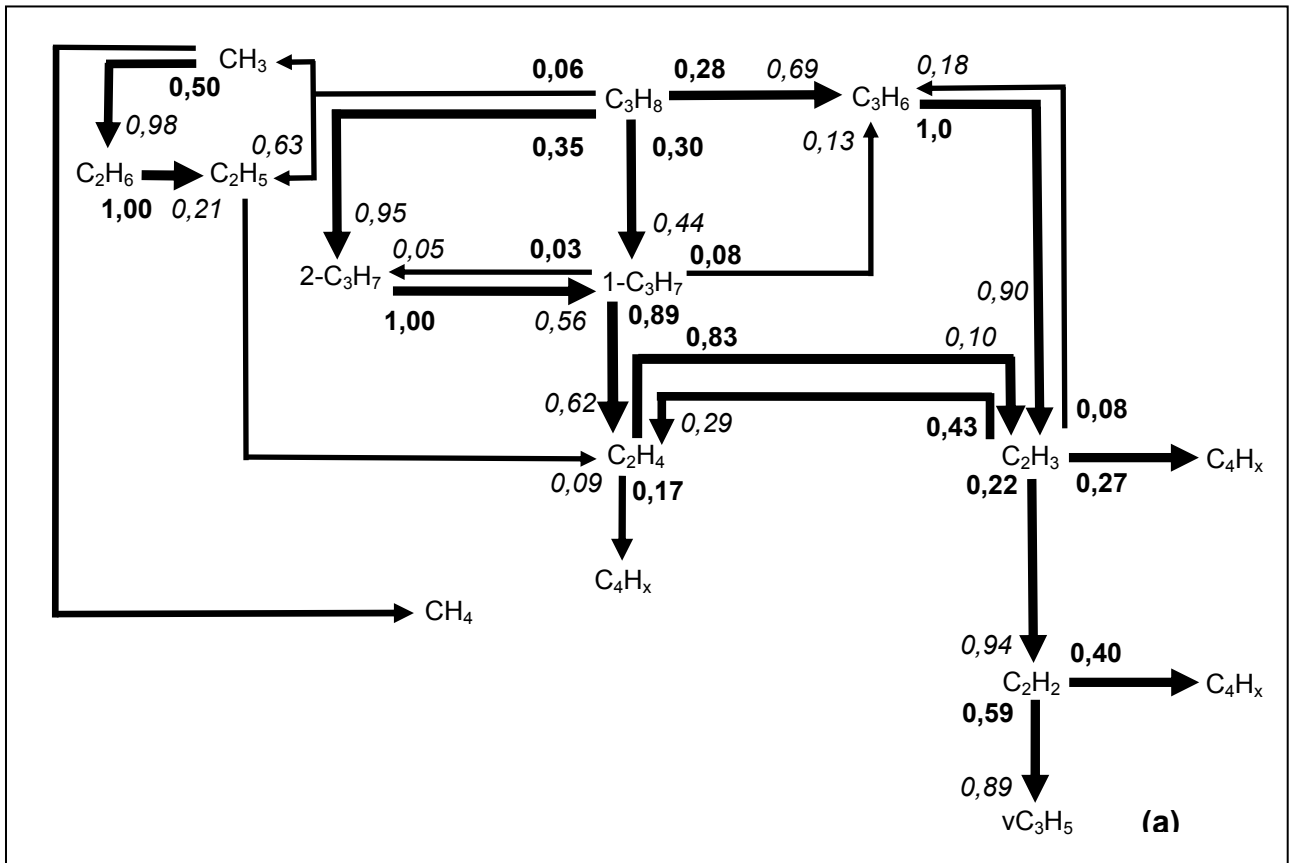 CH₃
0,06
0,28
0,69
0,18
0,50
C₃H₈
C₃H₆
0,98
0,63
0,35
0,30
0,13
1,0
C₂H₆
C₂H₅
1,00
0,21
0,95
0,44
0,05
0,03
0,08
2-C₃H₇
1-C₃H₇
0,90
1,00
0,56
0,89
0,83
0,10
0,62
0,29
0,43
0,08
C₂H₄
C₂H₃
C₄Hₓ
0,09
0,17
0,22
0,27
C₄Hₓ
CH₄
0,94
0,40
C₂H₂
C₄Hₓ
0,59
0,89
vC₃H₅
(a)